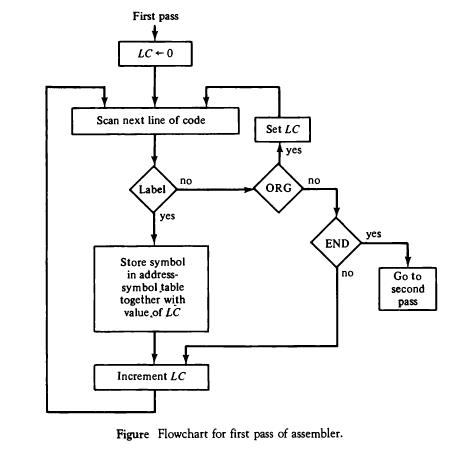 First pass
LC ← 0
Scan next line of code
Set LC
yes
Label
no
ORG
no
yes
END
yes
no
Store symbol
in address-
symbol table
together with
value of LC
Go to
second
pass
Increment LC
Figure Flowchart for first pass of assembler.